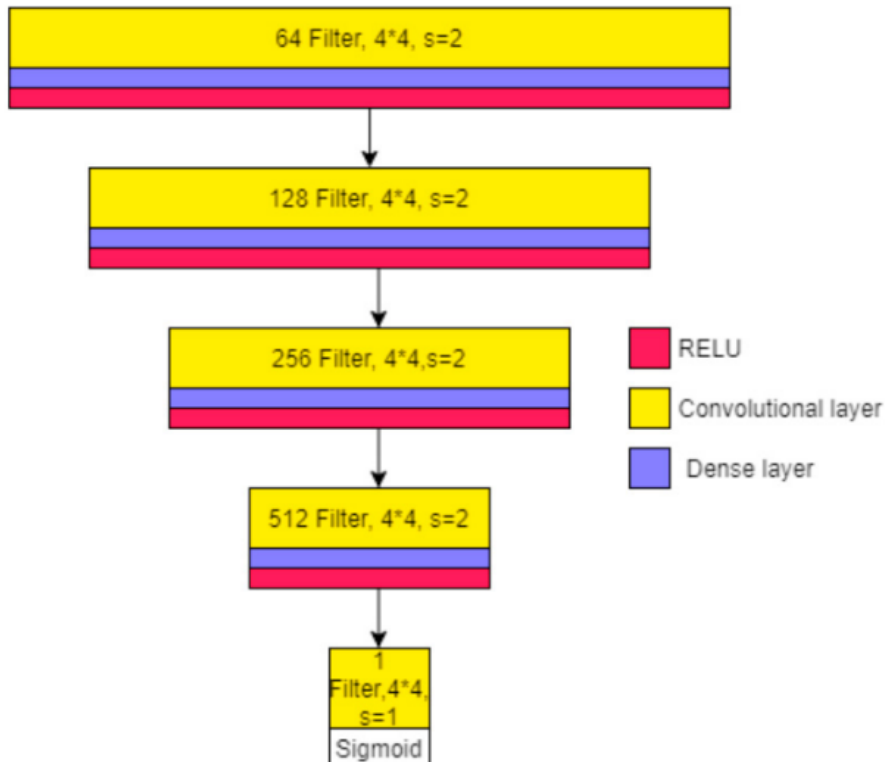 64 Filter, 4*4, s=2
128 Filter, 4*4, s=2
256 Filter, 4*4,s=2
RELU
Convolutional layer
Dense layer
512 Filter, 4*4, s=2
1
Filter,4*4,
s=1
Sigmoid